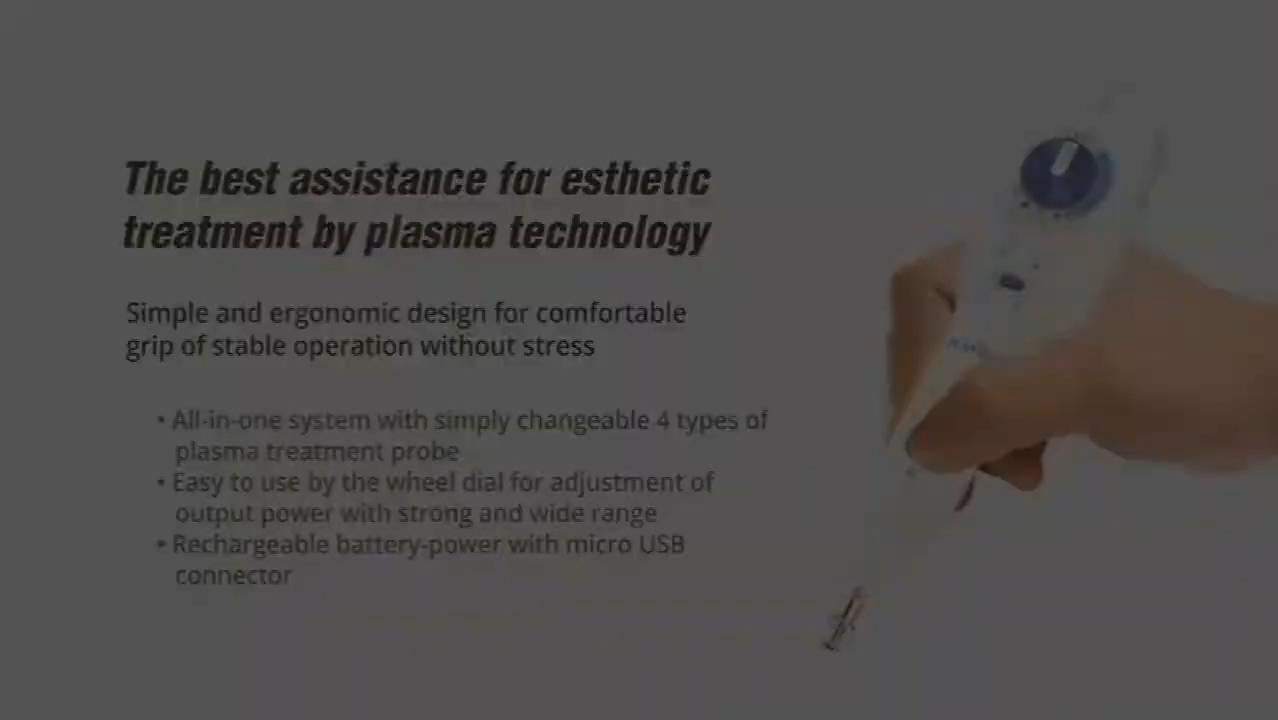 The best assistance for esthetic
treatment by plasma technology
Simple and ergonomic design for comfortable
grip of stable operation without stress
• All-in-one system with simply changeable 4 types of
plasma treatment probe
• Easy to use by the wheel dial for adjustment of
output power with strong and wide range
• Rechargeable battery-power with micro USB
connector